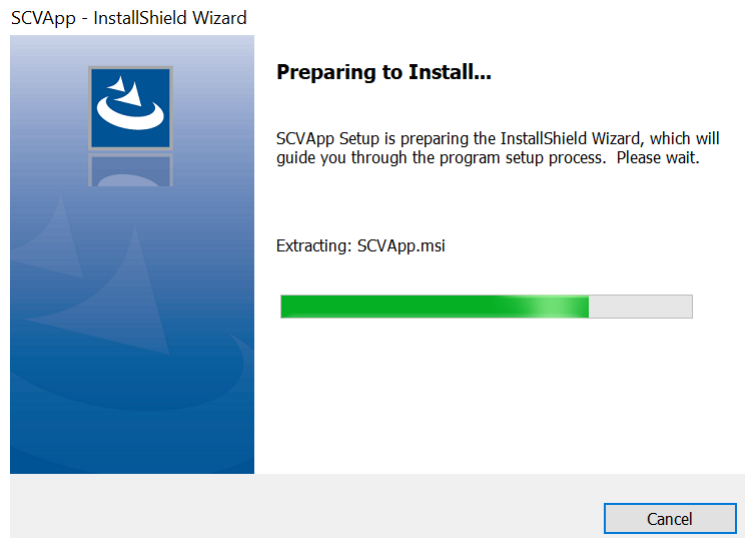 SCVApp - InstallShield Wizard
Preparing to Install...
SCVApp Setup is preparing the InstallShield Wizard, which will
guide you through the program setup process.  Please wait.
Extracting: SCVApp.msi
Cancel